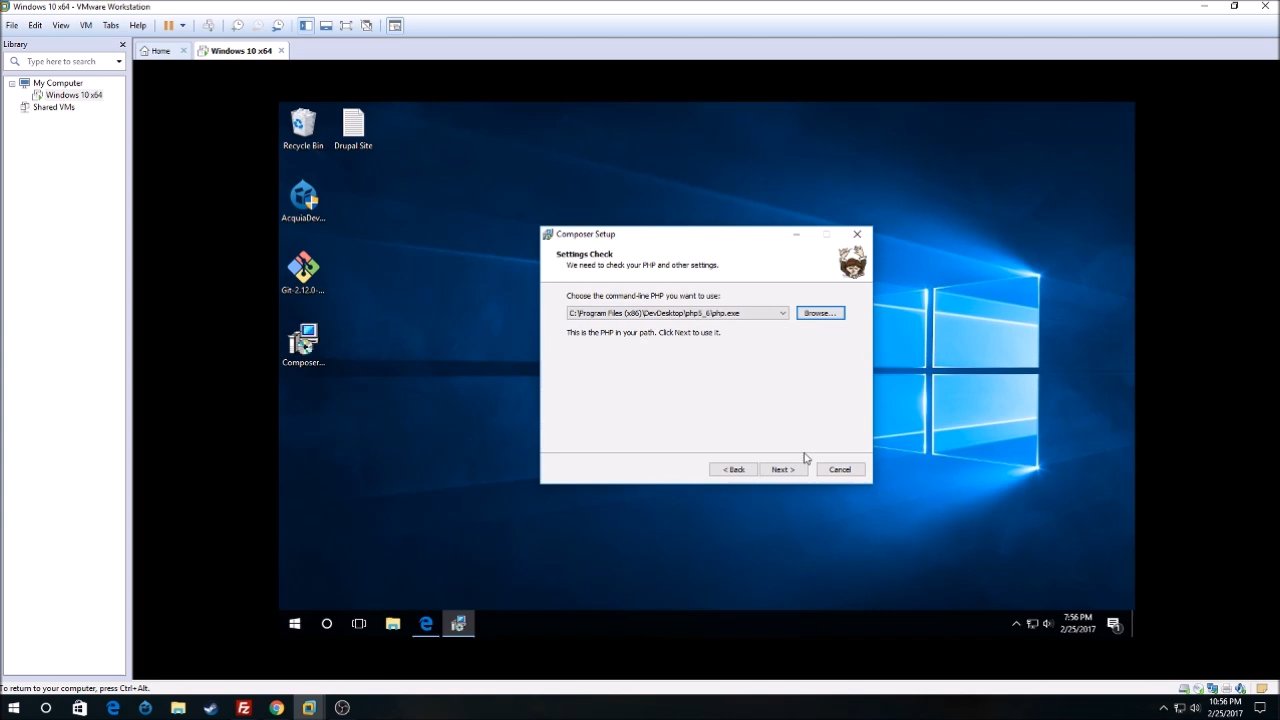 Windows 10 x64 - VMware Workstation
File Edit View VM Tabs Help
Library
Home
Windows 10 x64
Type here to search
My Computer
Windows 10 x64
Shared VMs
Recycle Bin
Drupal Site
AcquiaDev...
Git-2.12.0-...
Composer...
Composer Setup
Settings Check
We need to check your PHP and other settings.
Choose the command-line PHP you want to use:
C:\Program Files (x86)\DevDesktop\php5_6\php.exe
Browse...
This is the PHP in your path. Click Next to use it.
< Back
Next >
Cancel
7:56 PM
2/25/2017
1
To return to your computer, press Ctrl+Alt.
10:56 PM
2/25/2017